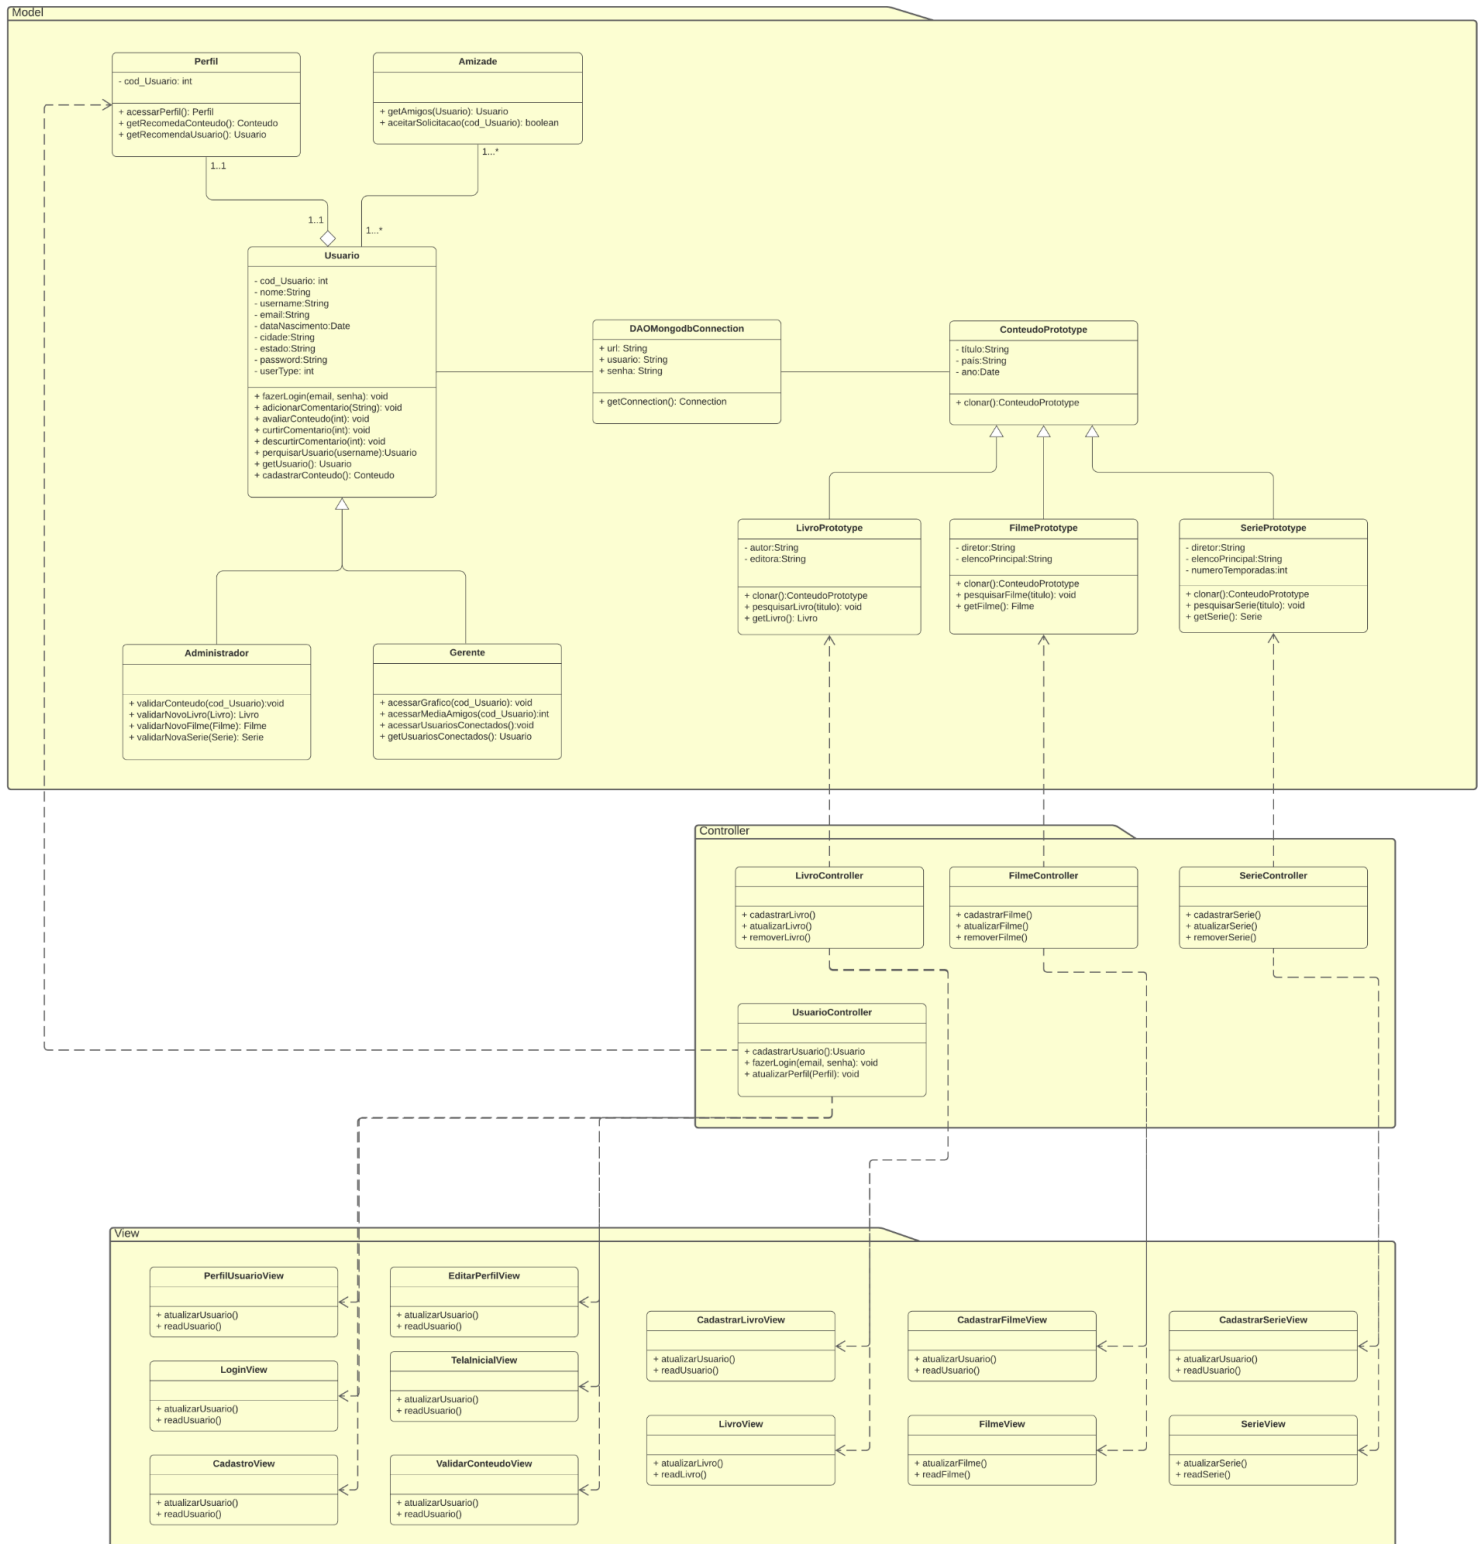 Model
Perfil
- cod_Usuario: int
+ acessarPerfil(): Perfil
+ getRecomedaConteudo(): Conteudo
+ getRecomendaUsuario(): Usuario
1..1
Amizade
+ getAmigos(Usuario): Usuario
+ aceitarSolicitacao(cod_Usuario): boolean
1...*
1..1
1...*
Usuario
- cod_Usuario: int
- nome:String
- username:String
- email:String
- dataNascimento:Date
- cidade:String
- estado:String
- password:String
- userType: int
+ fazerLogin(email, senha): void
+ adicionarComentario(String): void
+ avaliarConteudo(int): void
+ curtirComentario(int): void
+ descurtirComentario(int): void
+ perquisarUsuario(username):Usuario
+ getUsuario(): Usuario
+ cadastrarConteudo(): Conteudo
DAOMongodbConnection
+ url: String
+ usuario: String
+ senha: String
+ getConnection(): Connection
ConteudoPrototype
- título:String
- país:String
- ano:Date
+ clonar():ConteudoPrototype
LivroPrototype
- autor:String
- editora:String
+ clonar():ConteudoPrototype
+ pesquisarLivro(titulo): void
+ getLivro(): Livro
FilmePrototype
- diretor:String
- elencoPrincipal:String
+ clonar():ConteudoPrototype
+ pesquisarFilme(titulo): void
+ getFilme(): Filme
SeriePrototype
- diretor:String
- elencoPrincipal:String
- numeroTemporadas:int
+ clonar():ConteudoPrototype
+ pesquisarSerie(titulo): void
+ getSerie(): Serie
Administrador
+ validarConteudo(cod_Usuario):void
+ validarNovoLivro(Livro): Livro
+ validarNovoFilme(Filme): Filme
+ validarNovaSerie(Serie): Serie
Gerente
+ acessarGrafico(cod_Usuario): void
+ acessarMediaAmigos(cod_Usuario):int
+ acessarUsuariosConectados():void
+ getUsuariosConectados(): Usuario
Controller
LivroController
+ cadastrarLivro()
+ atualizarLivro()
+ removerLivro()
FilmeController
+ cadastrarFilme()
+ atualizarFilme()
+ removerFilme()
SerieController
+ cadastrarSerie()
+ atualizarSerie()
+ removerSerie()
UsuarioController
+ cadastrarUsuario():Usuario
+ fazerLogin(email, senha): void
+ atualizarPerfil(Perfil): void
View
PerfilUsuarioView
+ atualizarUsuario()
+ readUsuario()
EditarPerfilView
+ atualizarUsuario()
+ readUsuario()
CadastrarLivroView
+ atualizarUsuario()
+ readUsuario()
CadastrarFilmeView
+ atualizarUsuario()
+ readUsuario()
CadastrarSerieView
+ atualizarUsuario()
+ readUsuario()
LoginView
+ atualizarUsuario()
+ readUsuario()
TelaInicialView
+ atualizarUsuario()
+ readUsuario()
LivroView
+ atualizarLivro()
+ readLivro()
FilmeView
+ atualizarFilme()
+ readFilme()
SerieView
+ atualizarSerie()
+ readSerie()
CadastroView
+ atualizarUsuario()
+ readUsuario()
ValidarConteudoView
+ atualizarUsuario()
+ readUsuario()